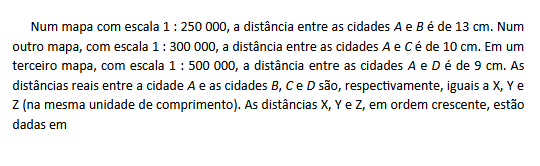 Num mapa com escala 1 : 250 000, a distância entre as cidades A e B é de 13 cm. Num
outro mapa, com escala 1 : 300 000, a distância entre as cidades A e C é de 10 cm. Em um
terceiro mapa, com escala 1 : 500 000, a distância entre as cidades A e D é de 9 cm. As
distâncias reais entre a cidade A e as cidades B, C e D são, respectivamente, iguais a X, Y e
Z (na mesma unidade de comprimento). As distâncias X, Y e Z, em ordem crescente, estão
dadas em